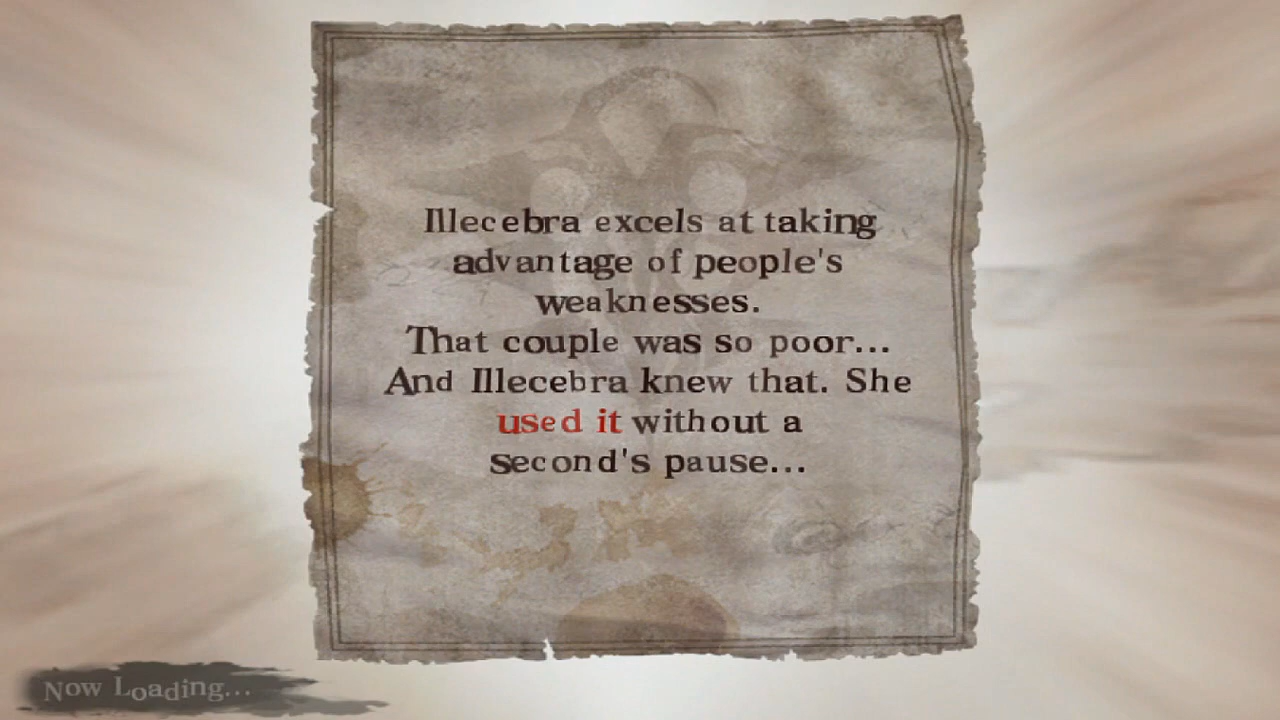 Illecebra excels at taking
advantage of people's
weaknesses.
That couple was so poor...
And Illecebra knew that. She
used it without a
second's pause...
Now Loading...